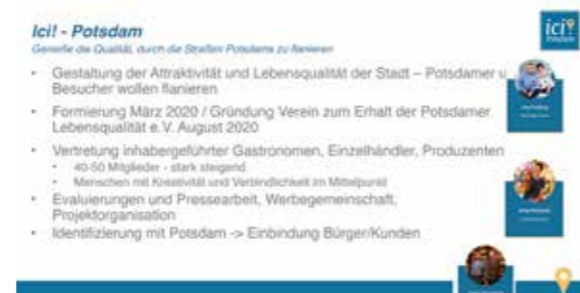 Ici! - Potsdam
Genieße die Qualität, durch die Straßen Potsdams zu flanieren
ici!
• Gestaltung der Attraktivität und Lebensqualität der Stadt – Potsdamer u
Besucher wollen flanieren
• Formierung März 2020 / Gründung Verein zum Erhalt der Potsdamer
Lebensqualität e.V. August 2020
• Vertretung inhabergeführter Gastronomen, Einzelhändler, Produzenten
• 40-50 Mitglieder - stark steigend
• Menschen mit Kreativität und Verbindlichkeit im Mittelpunkt
• Evaluierungen und Pressearbeit, Werbegemeinschaft,
Projektorganisation
• Identifizierung mit Potsdam -> Einbindung Bürger/Kunden